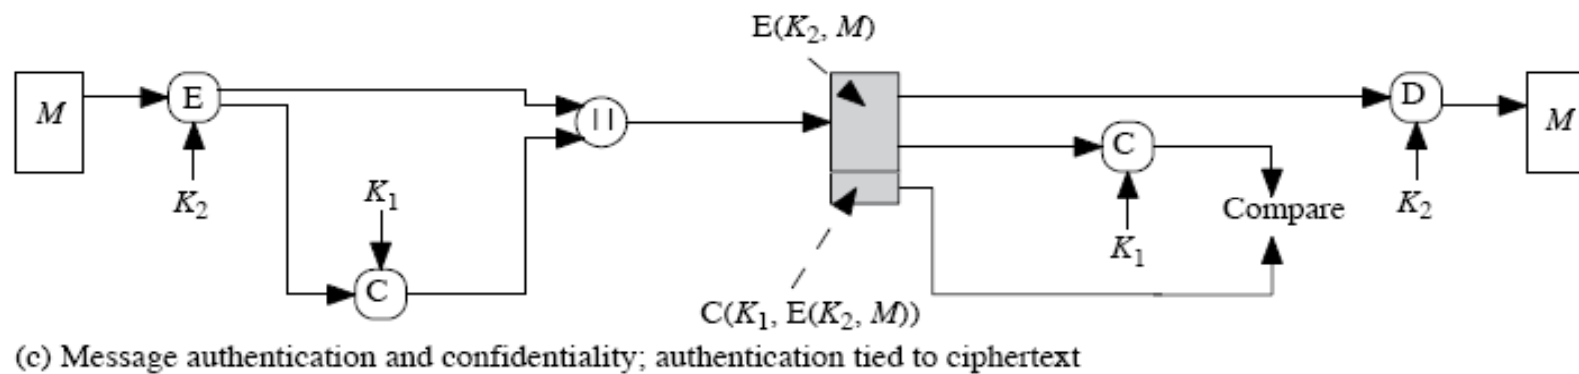 E(K₂, M)
M
E
||
D
M
C
K₂
K₁
K₂
Compare
K₁
C
C(K₁, E(K₂, M))
(c) Message authentication and confidentiality; authentication tied to ciphertext